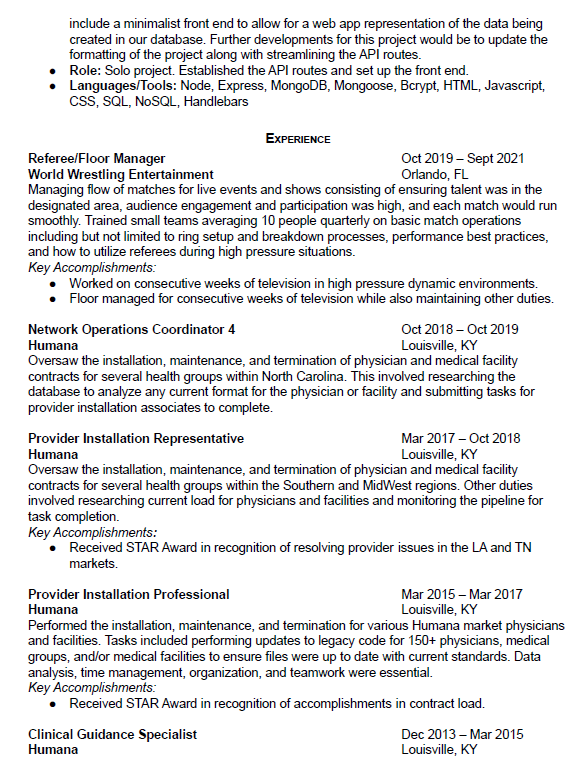 include a minimalist front end to allow for a web app representation of the data being
created in our database. Further developments for this project would be to update the
formatting of the project along with streamlining the API routes.
● Role: Solo project. Established the API routes and set up the front end.
● Languages/Tools: Node, Express, MongoDB, Mongoose, Bcrypt, HTML, Javascript,
CSS, SQL, NoSQL, Handlebars
EXPERIENCE
Referee/Floor Manager Oct 2019 – Sept 2021
World Wrestling Entertainment Orlando, FL
Managing flow of matches for live events and shows consisting of ensuring talent was in the
designated area, audience engagement and participation was high, and each match would run
smoothly. Trained small teams averaging 10 people quarterly on basic match operations
including but not limited to ring setup and breakdown processes, performance best practices,
and how to utilize referees during high pressure situations.
Key Accomplishments:
● Worked on consecutive weeks of television in high pressure dynamic environments.
● Floor managed for consecutive weeks of television while also maintaining other duties.
Network Operations Coordinator 4 Oct 2018 – Oct 2019
Humana Louisville, KY
Oversaw the installation, maintenance, and termination of physician and medical facility
contracts for several health groups within North Carolina. This involved researching the
database to analyze any current format for the physician or facility and submitting tasks for
provider installation associates to complete.
Provider Installation Representative Mar 2017 – Oct 2018
Humana Louisville, KY
Oversaw the installation, maintenance, and termination of physician and medical facility
contracts for several health groups within the Southern and MidWest regions. Other duties
involved researching current load for physicians and facilities and monitoring the pipeline for
task completion.
Key Accomplishments:
● Received STAR Award in recognition of resolving provider issues in the LA and TN
markets.
Provider Installation Professional Mar 2015 – Mar 2017
Humana Louisville, KY
Performed the installation, maintenance, and termination for various Humana market physicians
and facilities. Tasks included performing updates to legacy code for 150+ physicians, medical
groups, and/or medical facilities to ensure files were up to date with current standards. Data
analysis, time management, organization, and teamwork were essential.
Key Accomplishments:
● Received STAR Award in recognition of accomplishments in contract load.
Clinical Guidance Specialist Dec 2013 – Mar 2015
Humana Louisville, KY